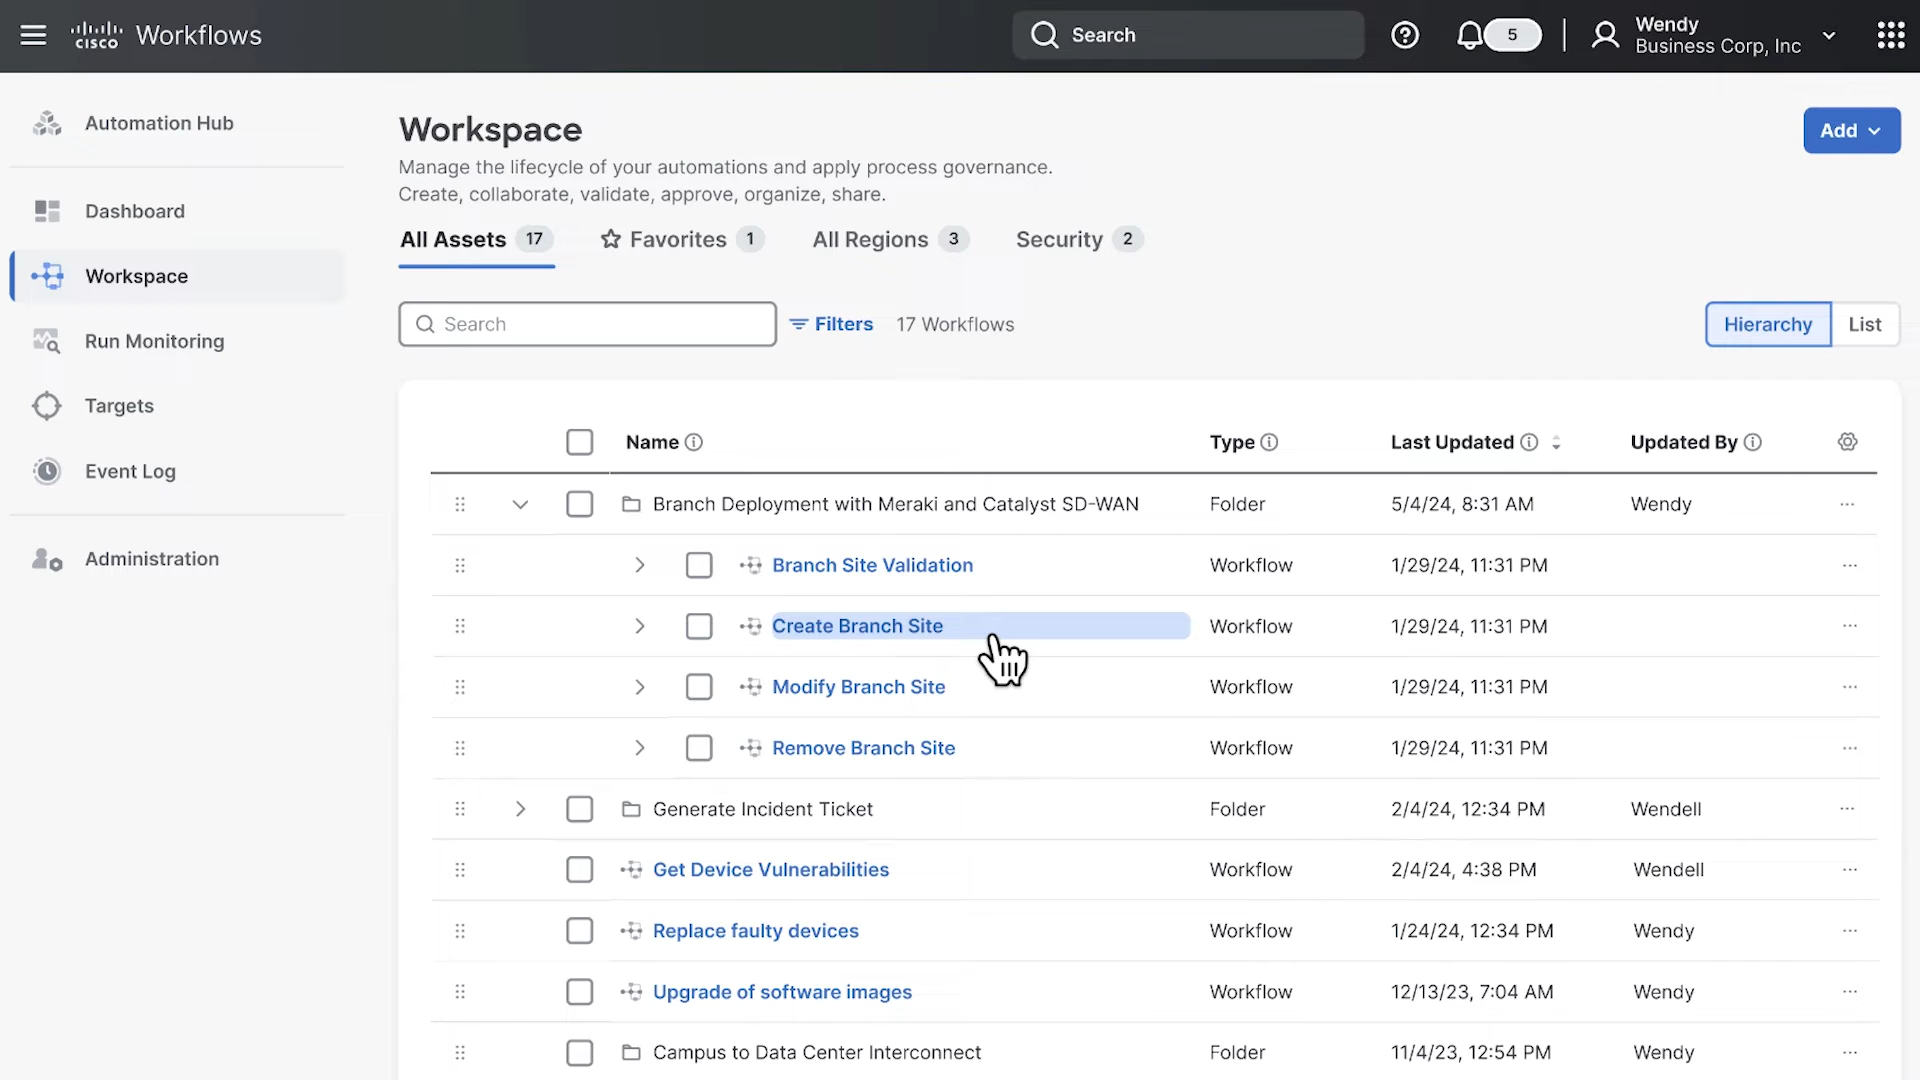 cisco Workflows
Search
5
Wendy
Business Corp, Inc
Automation Hub
Dashboard
Workspace
Run Monitoring
Targets
Event Log
Administration
Workspace
Add
Manage the lifecycle of your automations and apply process governance.
Create, collaborate, validate, approve, organize, share.
All Assets 17 Favorites 1 All Regions 3 Security 2
Search Filters 17 Workflows Hierarchy List
Name Type Last Updated Updated By
Branch Deployment with Meraki and Catalyst SD-WAN Folder 5/4/24, 8:31 AM Wendy
Branch Site Validation Workflow 1/29/24, 11:31 PM
Create Branch Site Workflow 1/29/24, 11:31 PM
Modify Branch Site Workflow 1/29/24, 11:31 PM
Remove Branch Site Workflow 1/29/24, 11:31 PM
Generate Incident Ticket Folder 2/4/24, 12:34 PM Wendell
Get Device Vulnerabilities Workflow 2/4/24, 4:38 PM Wendell
Replace faulty devices Workflow 1/24/24, 12:34 PM Wendy
Upgrade of software images Workflow 12/13/23, 7:04 AM Wendy
Campus to Data Center Interconnect Folder 11/4/23, 12:54 PM Wendy